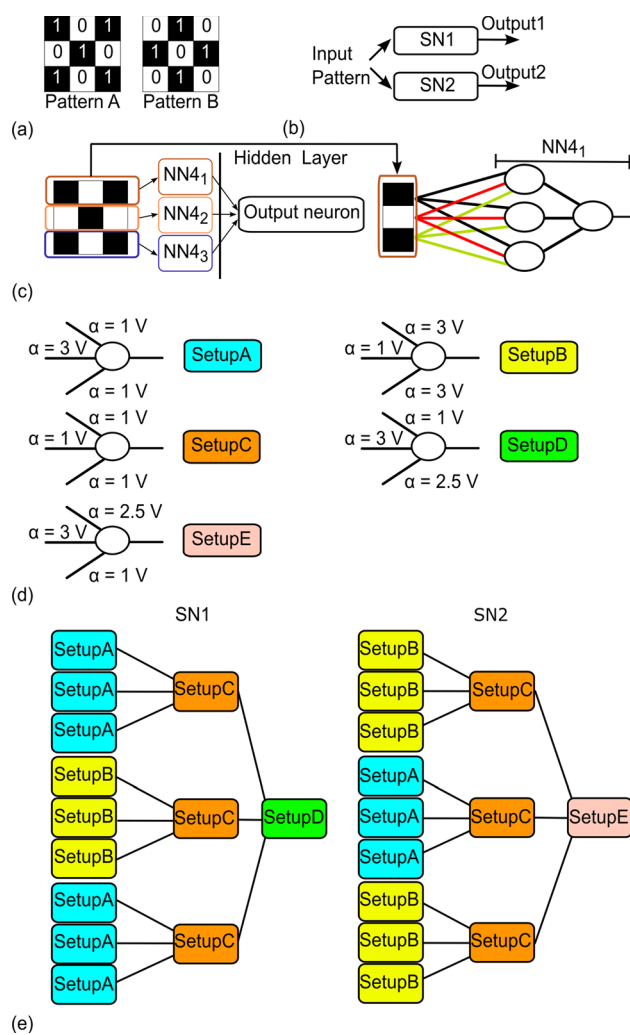 1 0 1
0 1 0
1 0 1
Pattern A
0 1 0
1 0 1
0 1 0
Pattern B
(a)
Input
Pattern
SN1
Output1
SN2
Output2
(b)
Hidden Layer
NN4₁
NN4₂
NN4₃
Output neuron
NN4₁
(c)
α = 1 V
α = 3 V
α = 1 V
SetupA
α = 3 V
α = 1 V
α = 3 V
SetupB
α = 1 V
α = 1 V
α = 1 V
SetupC
α = 1 V
α = 3 V
α = 2.5 V
SetupD
α = 2.5 V
α = 3 V
α = 1 V
SetupE
(d)
SN1
SetupA
SetupA
SetupA
SetupB
SetupB
SetupB
SetupA
SetupA
SetupA
SetupC
SetupC
SetupC
SetupD
SN2
SetupB
SetupB
SetupB
SetupA
SetupA
SetupA
SetupB
SetupB
SetupB
SetupC
SetupC
SetupC
SetupE
(e)